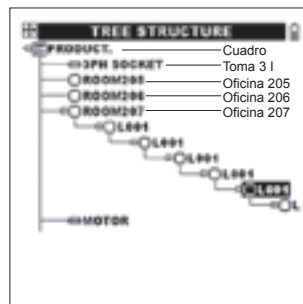 TREE STRUCTURE
PRODUCT. Cuadro
3PH SOCKET Toma 3 l
ROOM205 Oficina 205
ROOM206 Oficina 206
ROOM207 Oficina 207
L001
L001
L001
L001
L001
L
MOTOR